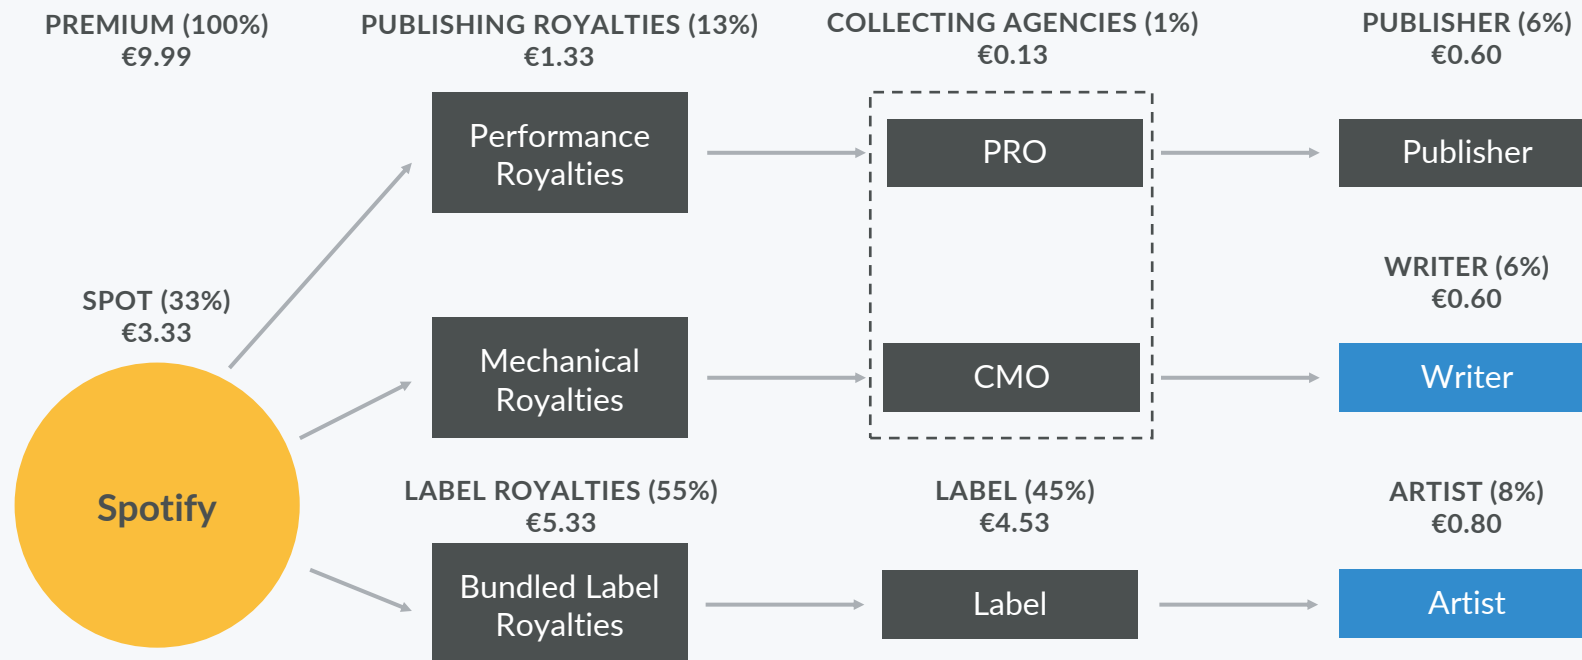 PREMIUM (100%)
€9.99
PUBLISHING ROYALTIES (13%)
€1.33
COLLECTING AGENCIES (1%)
€0.13
PUBLISHER (6%)
€0.60
Performance
Royalties
PRO
Publisher
WRITER (6%)
€0.60
SPOT (33%)
€3.33
Mechanical
Royalties
CMO
Writer
Spotify
LABEL ROYALTIES (55%)
€5.33
LABEL (45%)
€4.53
ARTIST (8%)
€0.80
Bundled Label
Royalties
Label
Artist